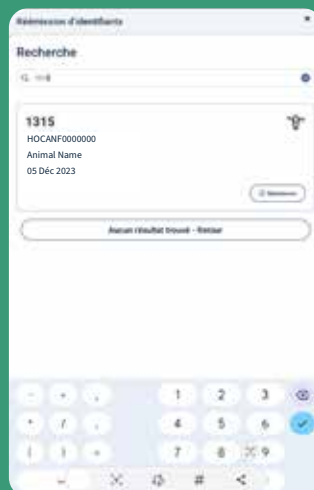 Réémission d'identifiants
Recherche
1315
HOCANF0000000
Animal Name
05 Déc 2023
Aucun résultat trouvé - Retour
- + , 1 2 3
* / . 4 5 6
( ) = 7 8 9
#